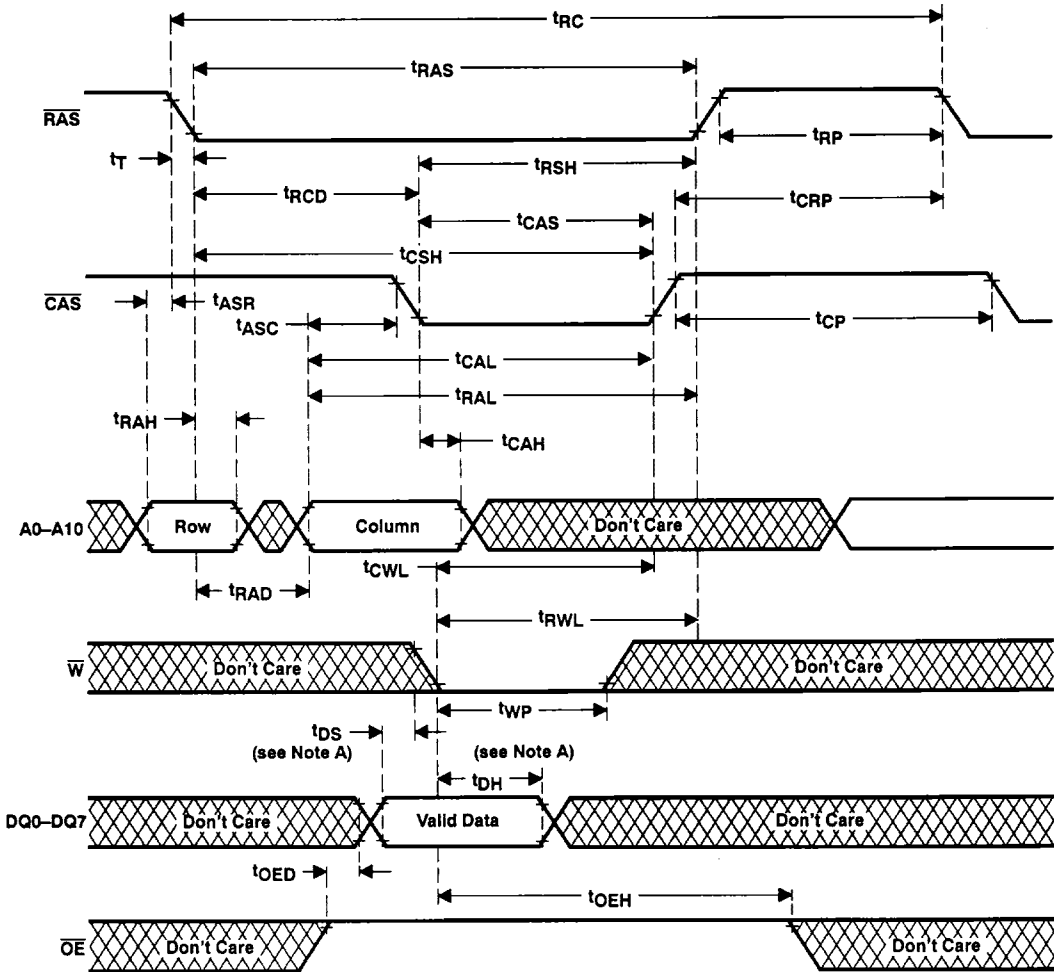 tRC
tRAS
RAS
tRP
tT
tRSH
tRCD
tCRP
tCAS
tCSH
CAS
tASR
tASC
tCP
tCAL
tRAL
tRAH
tCAH
A0–A10
Row
Column
Don't Care
tCWL
tRAD
tRWL
W
Don't Care
Don't Care
tWP
tDS
(see Note A)
(see Note A)
tDH
DQ0–DQ7
Don't Care
Valid Data
Don't Care
tOED
tOEH
OE
Don't Care
Don't Care